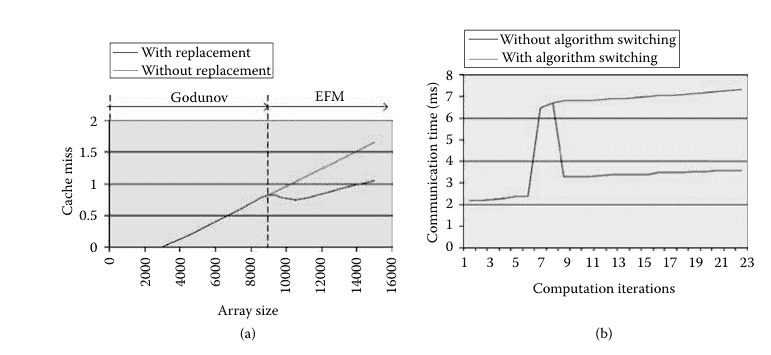 With replacement
Without replacement
Godunov
EFM
2
1.5
1
0.5
0
Cache miss
0
2000
4000
6000
8000
10000
12000
14000
16000
Array size
(a)
Without algorithm switching
With algorithm switching
8
7
6
5
4
3
2
1
0
Communication time (ms)
1 3 5 7 9 11 13 15 17 19 21 23
Computation iterations
(b)